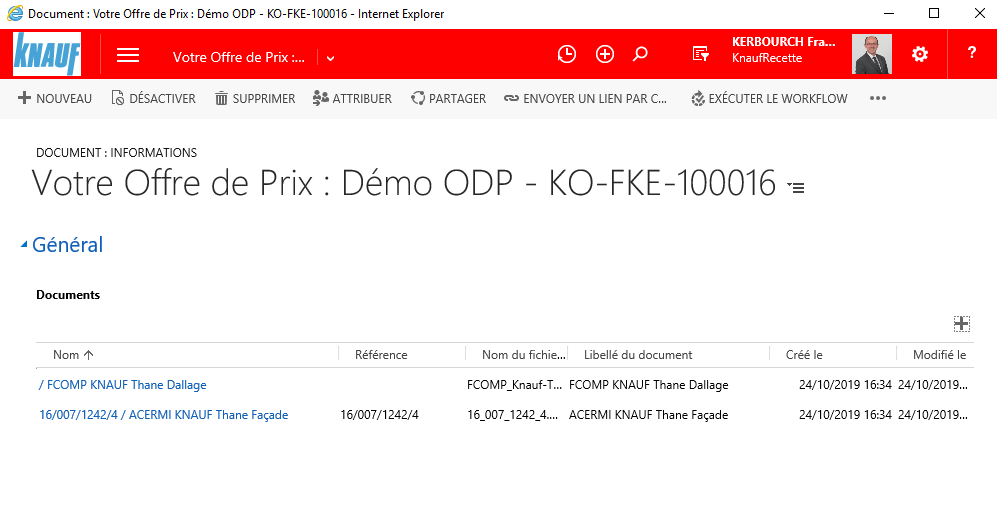 Document : Votre Offre de Prix : Démo ODP - KO-FKE-100016 - Internet Explorer
KNAUF Votre Offre de Prix :... KERBOURCH Fra... ?
KnaufRecette
NOUVEAU DÉSACTIVER SUPPRIMER ATTRIBUER PARTAGER ENVOYER UN LIEN PAR C... EXÉCUTER LE WORKFLOW •••
DOCUMENT : INFORMATIONS
Votre Offre de Prix : Démo ODP - KO-FKE-100016
Général
Documents
Nom Référence Nom du fichie... Libellé du document Créé le Modifié le
/ FCOMP KNAUF Thane Dallage FCOMP_Knauf-T... FCOMP KNAUF Thane Dallage 24/10/2019 16:34 24/10/2019...
16/007/1242/4 / ACERMI KNAUF Thane Façade 16/007/1242/4 16_007_1242_4.... ACERMI KNAUF Thane Façade 24/10/2019 16:34 24/10/2019...